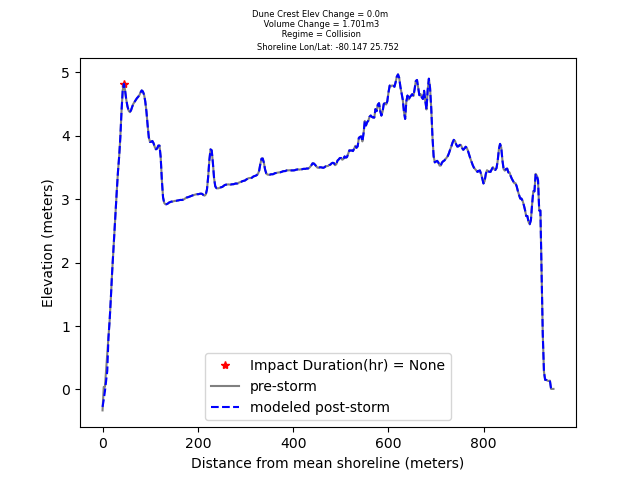 Dune Crest Elev Change = 0.0m
Volume Change = 1.701m3
Regime = Collision
Shoreline Lon/Lat: -80.147 25.752
5
4
3
2
1
0
Elevation (meters)
Impact Duration(hr) = None
pre-storm
modeled post-storm
0 200 400 600 800
Distance from mean shoreline (meters)